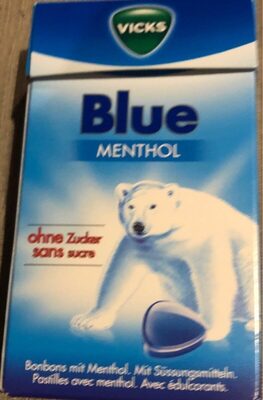 VICKS
Blue
MENTHOL
ohne Zucker
sans sucre
Bonbons mit Menthol. Mit Süssungsmitteln.
Pastilles avec menthol. Avec édulcorants.